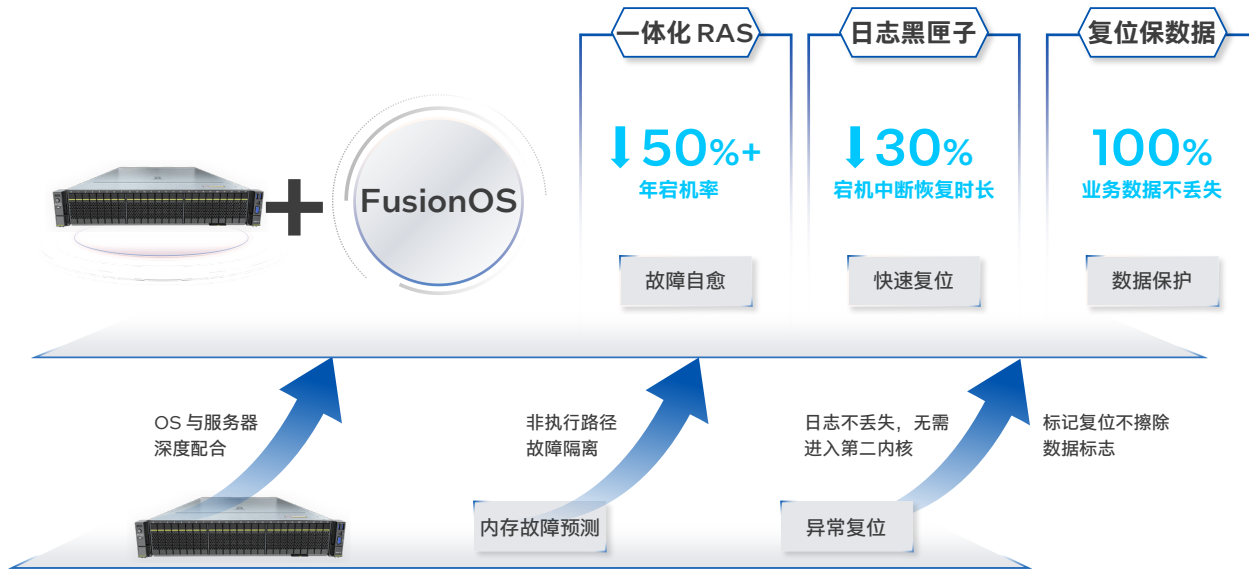 一体化 RAS
日志黑匣子
复位保数据
50%+
年宕机率
30%
宕机中断恢复时长
100%
业务数据不丢失
FusionOS
故障自愈
快速复位
数据保护
OS 与服务器
深度配合
非执行路径
故障隔离
日志不丢失，无需
进入第二内核
标记复位不擦除
数据标志
内存故障预测
异常复位